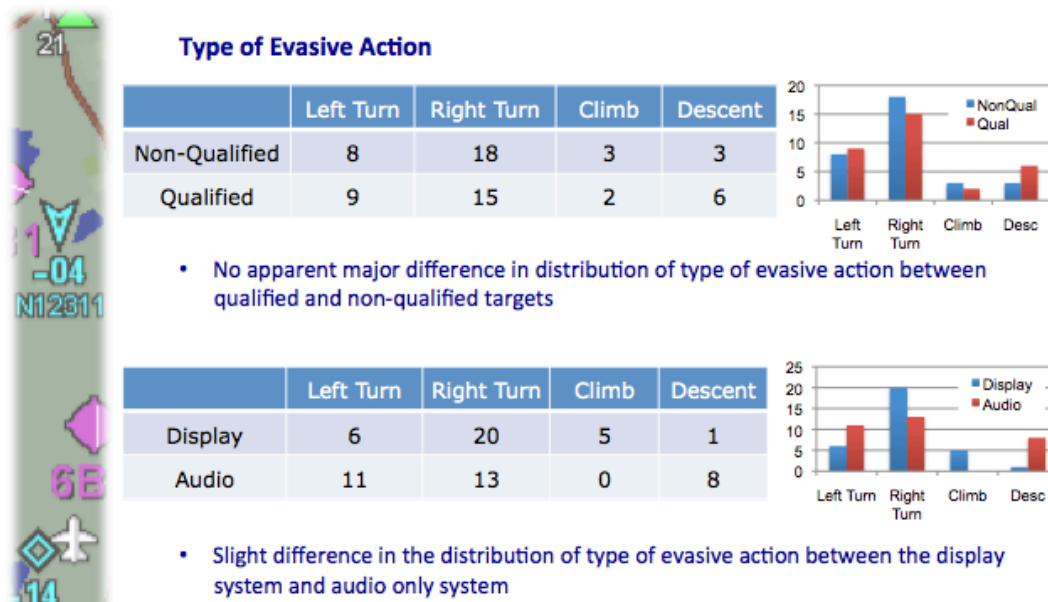 21
1
-04
N12311
6B
-14
Type of Evasive Action
Left Turn Right Turn Climb Descent
Non-Qualified 8 18 3 3
Qualified 9 15 2 6
20
15
10
5
0
NonQual
Qual
Left Turn Right Turn Climb Desc
• No apparent major difference in distribution of type of evasive action between
qualified and non-qualified targets
Left Turn Right Turn Climb Descent
Display 6 20 5 1
Audio 11 13 0 8
25
20
15
10
5
0
Display
Audio
Left Turn Right Turn Climb Desc
• Slight difference in the distribution of type of evasive action between the display
system and audio only system